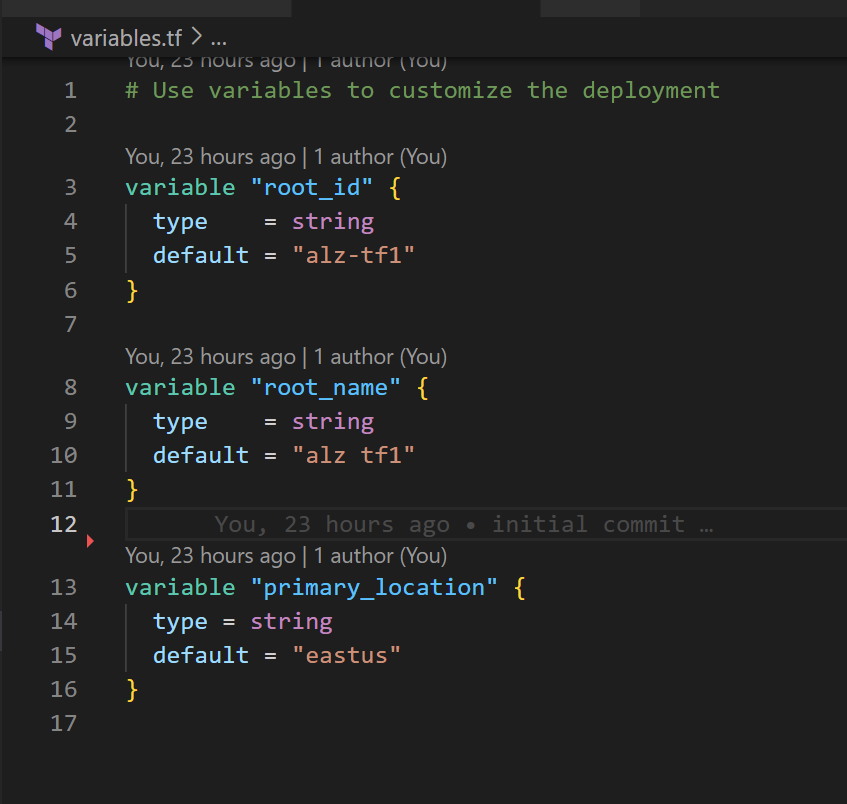 variables.tf > ...
You, 23 hours ago | 1 author (You)
1 # Use variables to customize the deployment
2
You, 23 hours ago | 1 author (You)
3 variable "root_id" {
4   type    = string
5   default = "alz-tf1"
6 }
7
You, 23 hours ago | 1 author (You)
8 variable "root_name" {
9   type    = string
10   default = "alz tf1"
11 }
12 You, 23 hours ago • initial commit …
You, 23 hours ago | 1 author (You)
13 variable "primary_location" {
14   type = string
15   default = "eastus"
16 }
17